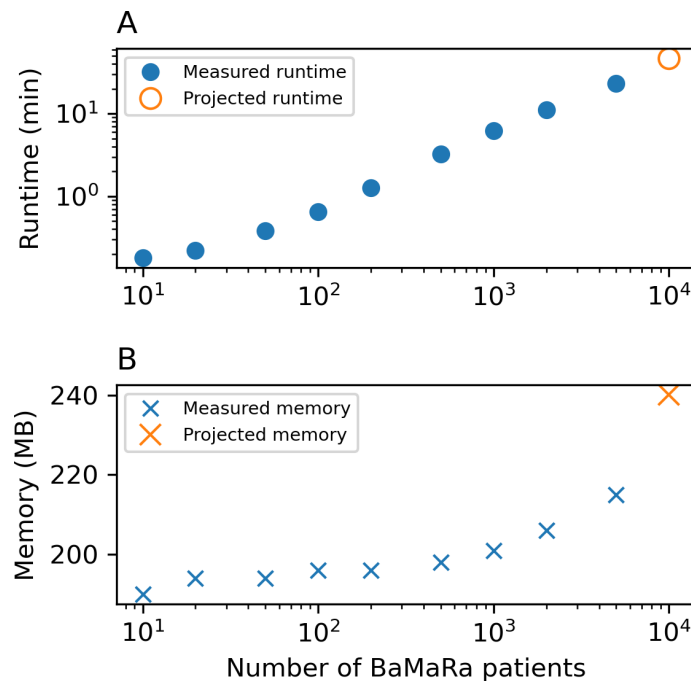 A
Runtime (min)
10¹
10⁰
Measured runtime
Projected runtime
10¹ 10² 10³ 10⁴
B
Memory (MB)
240
220
200
Measured memory
Projected memory
10¹ 10² 10³ 10⁴
Number of BaMaRa patients